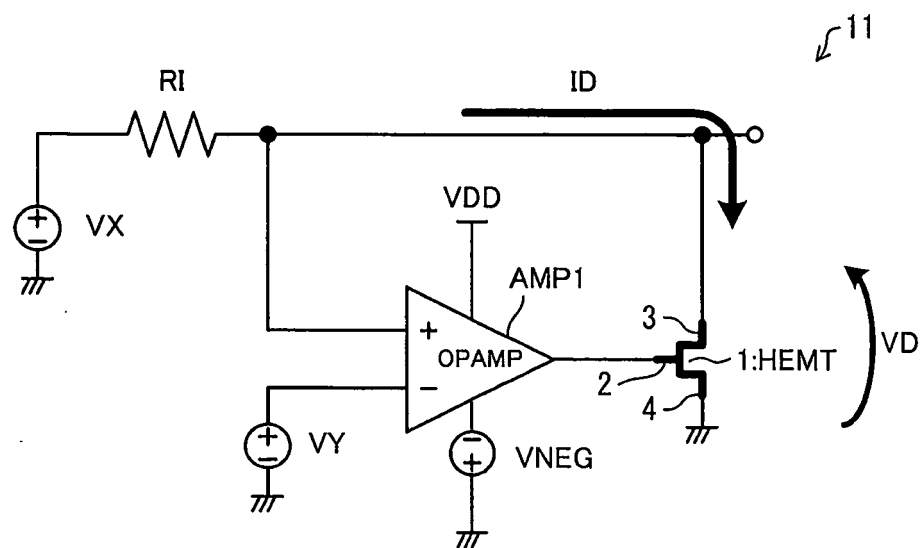 11
RI
ID
VX
VDD
AMP1
+
OPAMP
−
VY
VNEG
3
2
1:HEMT
4
VD